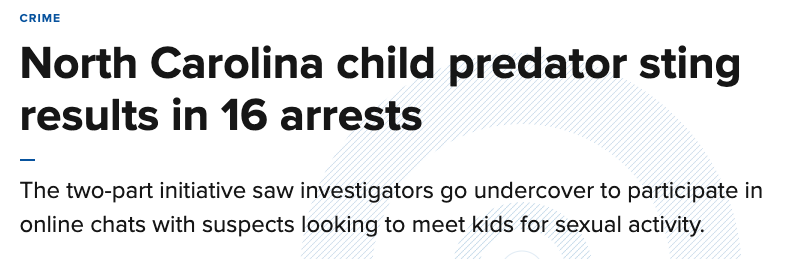 CRIME
North Carolina child predator sting
results in 16 arrests
The two-part initiative saw investigators go undercover to participate in
online chats with suspects looking to meet kids for sexual activity.